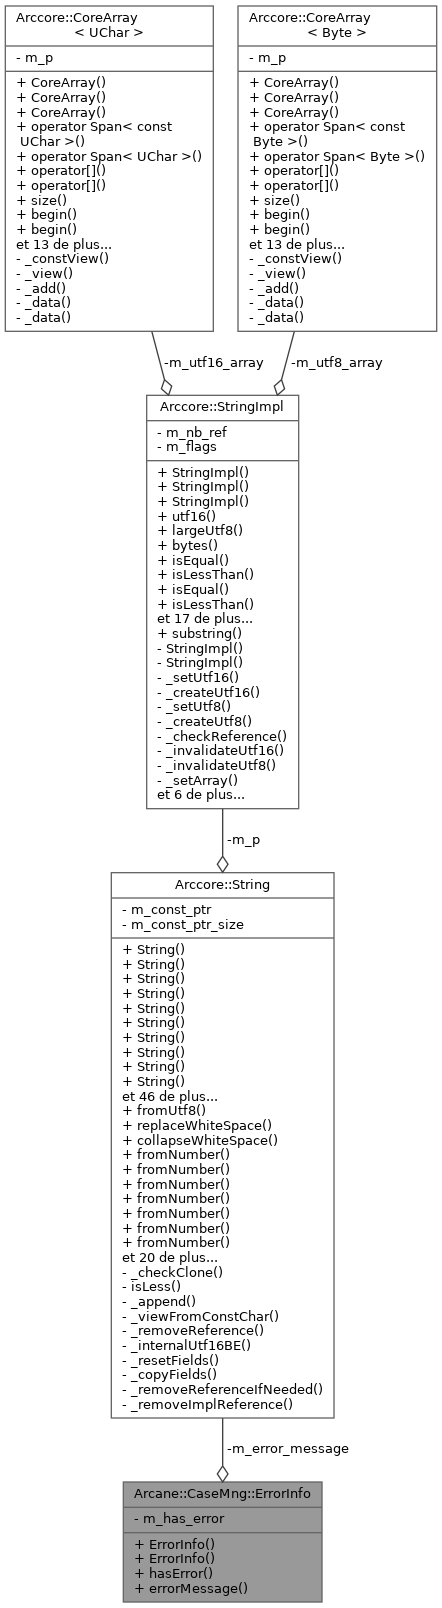 Arccore::CoreArray
< UChar >
- m_p
+ CoreArray()
+ CoreArray()
+ CoreArray()
+ operator Span< const
UChar >()
+ operator Span< UChar >()
+ operator[]()
+ operator[]()
+ size()
+ begin()
+ begin()
et 13 de plus...
- _constView()
- _view()
- _add()
- _data()
- _data()
Arccore::CoreArray
< Byte >
- m_p
+ CoreArray()
+ CoreArray()
+ CoreArray()
+ operator Span< const
Byte >()
+ operator Span< Byte >()
+ operator[]()
+ operator[]()
+ size()
+ begin()
+ begin()
et 13 de plus...
- _constView()
- _view()
- _add()
- _data()
- _data()
-m_utf16_array
-m_utf8_array
Arccore::StringImpl
- m_nb_ref
- m_flags
+ StringImpl()
+ StringImpl()
+ StringImpl()
+ utf16()
+ largeUtf8()
+ bytes()
+ isEqual()
+ isLessThan()
+ isEqual()
+ isLessThan()
et 17 de plus...
+ substring()
- StringImpl()
- StringImpl()
- _setUtf16()
- _createUtf16()
- _setUtf8()
- _createUtf8()
- _checkReference()
- _invalidateUtf16()
- _invalidateUtf8()
- _setArray()
et 6 de plus...
-m_p
Arccore::String
- m_const_ptr
- m_const_ptr_size
+ String()
+ String()
+ String()
+ String()
+ String()
+ String()
+ String()
+ String()
+ String()
+ String()
et 46 de plus...
+ fromUtf8()
+ replaceWhiteSpace()
+ collapseWhiteSpace()
+ fromNumber()
+ fromNumber()
+ fromNumber()
+ fromNumber()
+ fromNumber()
+ fromNumber()
+ fromNumber()
et 20 de plus...
- _checkClone()
- isLess()
- _append()
- _viewFromConstChar()
- _removeReference()
- _internalUtf16BE()
- _resetFields()
- _copyFields()
- _removeReferenceIfNeeded()
- _removeImplReference()
-m_error_message
Arcane::CaseMng::ErrorInfo
- m_has_error
+ ErrorInfo()
+ ErrorInfo()
+ hasError()
+ errorMessage()